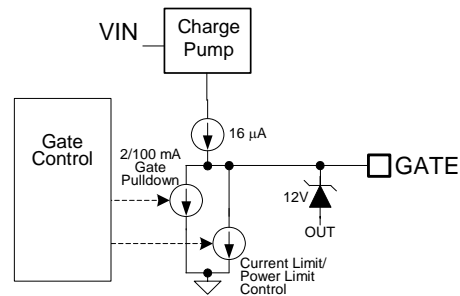 VIN
Charge
Pump
16 μA
Gate
Control
2/100 mA
Gate
Pulldown
GATE
12V
OUT
Current Limit/
Power Limit
Control